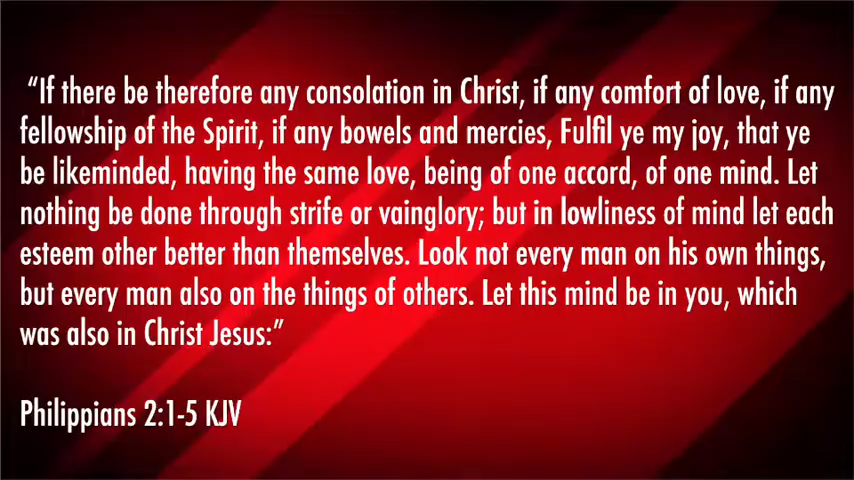 “If there be therefore any consolation in Christ, if any comfort of love, if any
fellowship of the Spirit, if any bowels and mercies, Fulfil ye my joy, that ye
be likeminded, having the same love, being of one accord, of one mind. Let
nothing be done through strife or vainglory; but in lowliness of mind let each
esteem other better than themselves. Look not every man on his own things,
but every man also on the things of others. Let this mind be in you, which
was also in Christ Jesus:”
Philippians 2:1-5 KJV